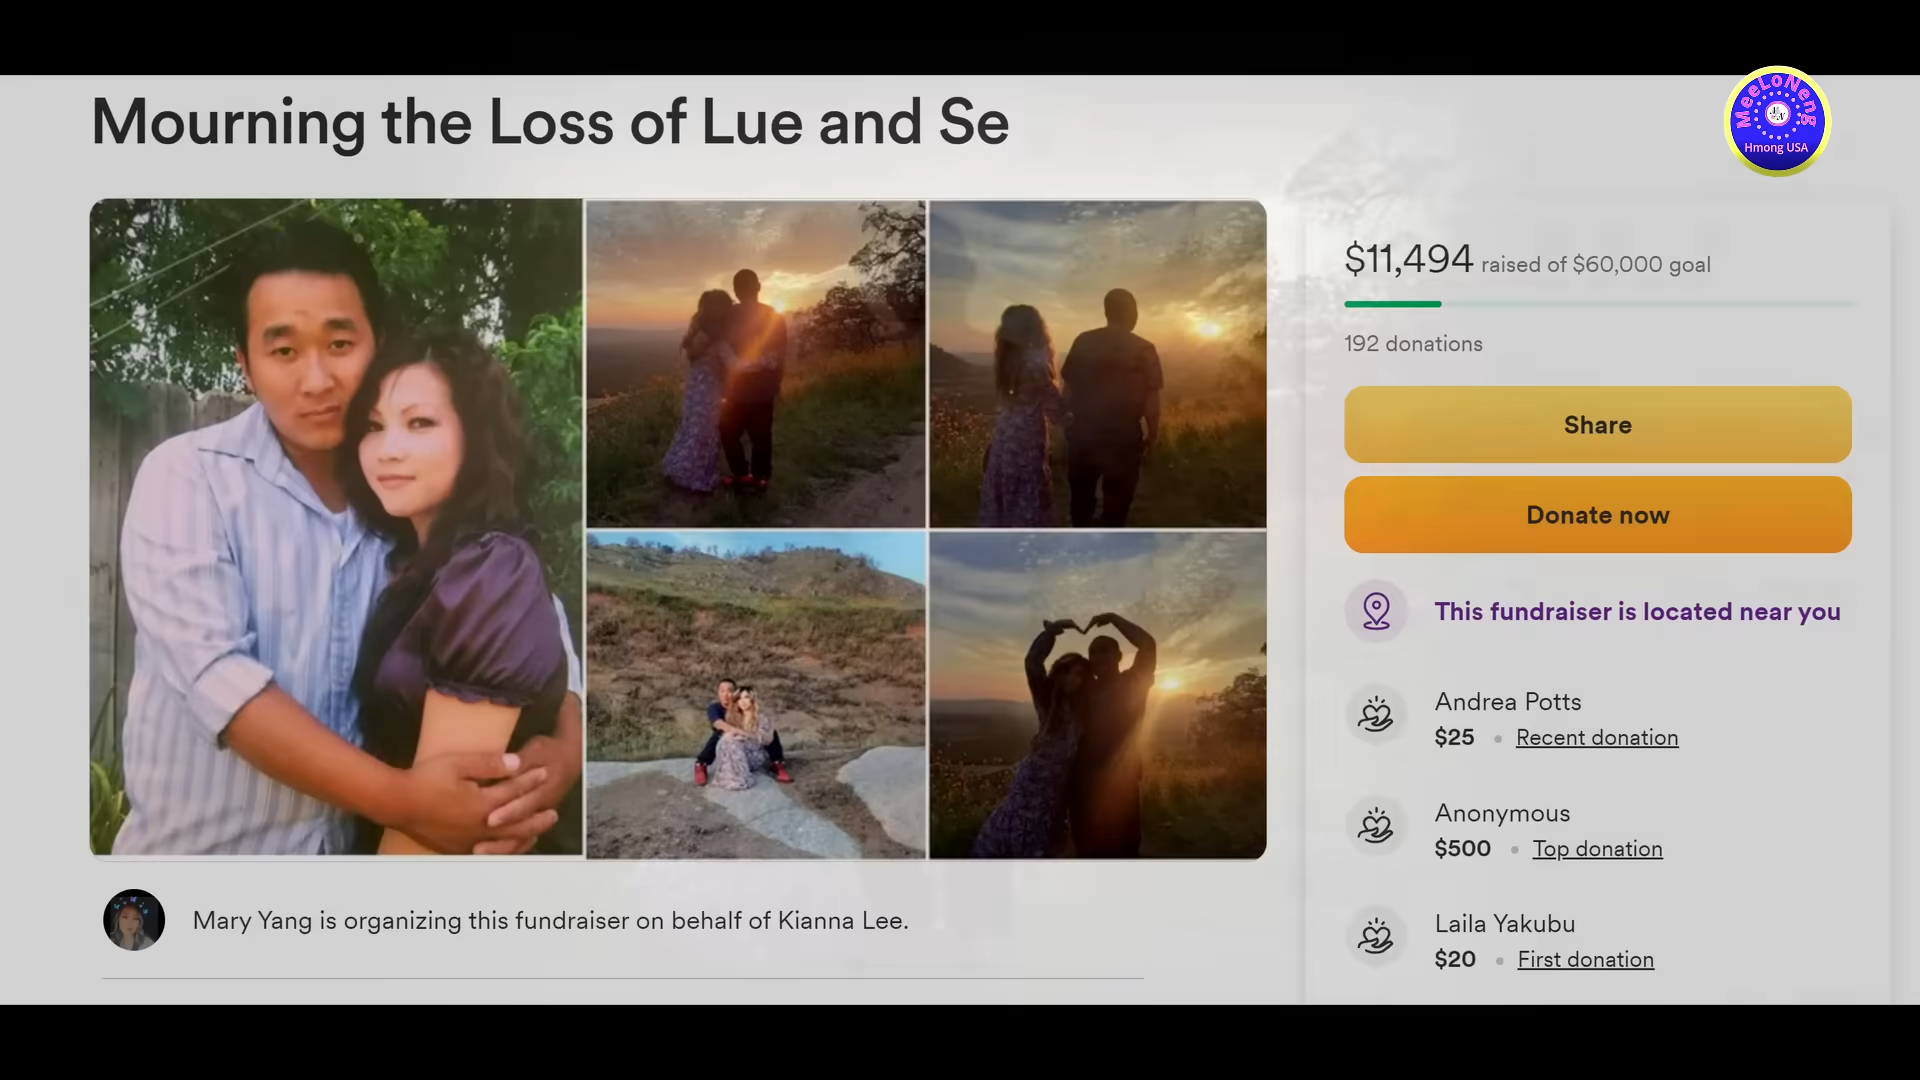 Mourning the Loss of Lue and Se
MeeLoNeng
Hmong USA
$11,494 raised of $60,000 goal
192 donations
Share
Donate now
This fundraiser is located near you
Andrea Potts
$25 • Recent donation
Anonymous
$500 • Top donation
Laila Yakubu
$20 • First donation
Mary Yang is organizing this fundraiser on behalf of Kianna Lee.